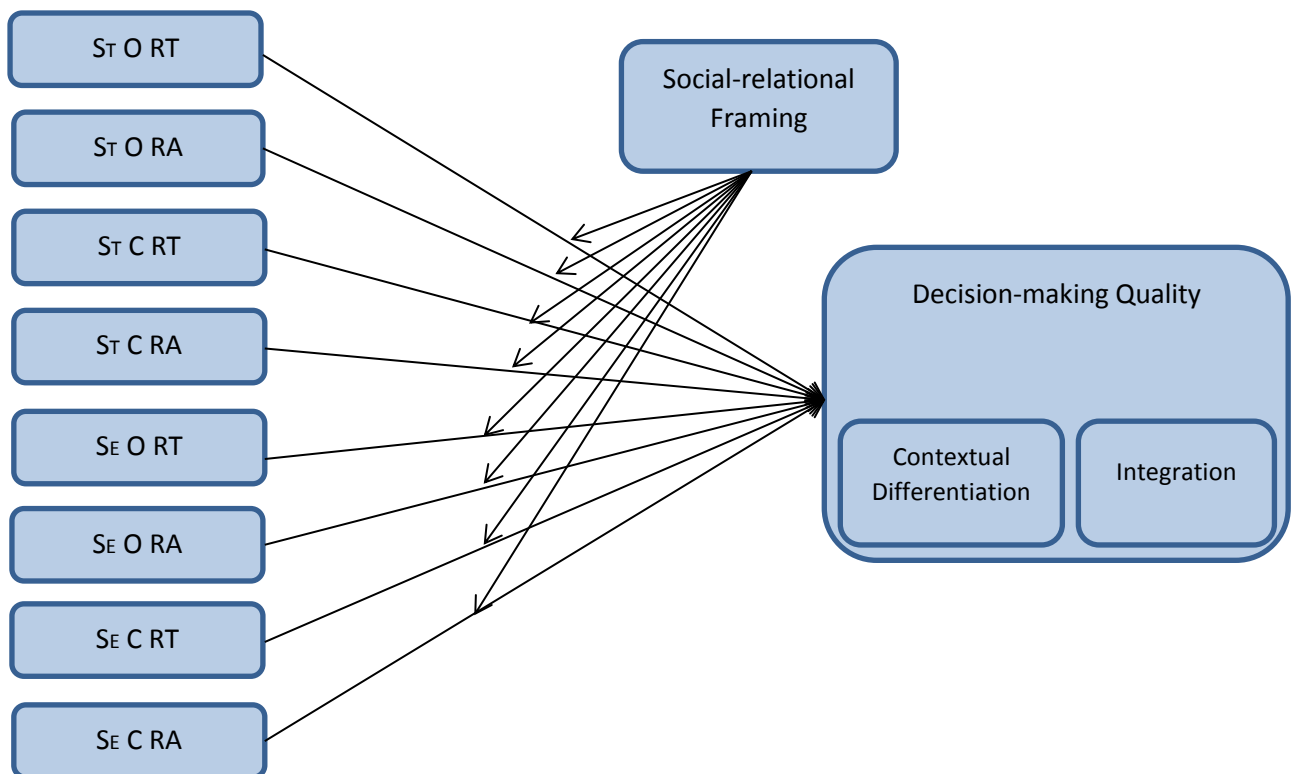 ST O RT
ST O RA
ST C RT
ST C RA
SE O RT
SE O RA
SE C RT
SE C RA
Social-relational
Framing
Decision-making Quality
Contextual
Differentiation
Integration